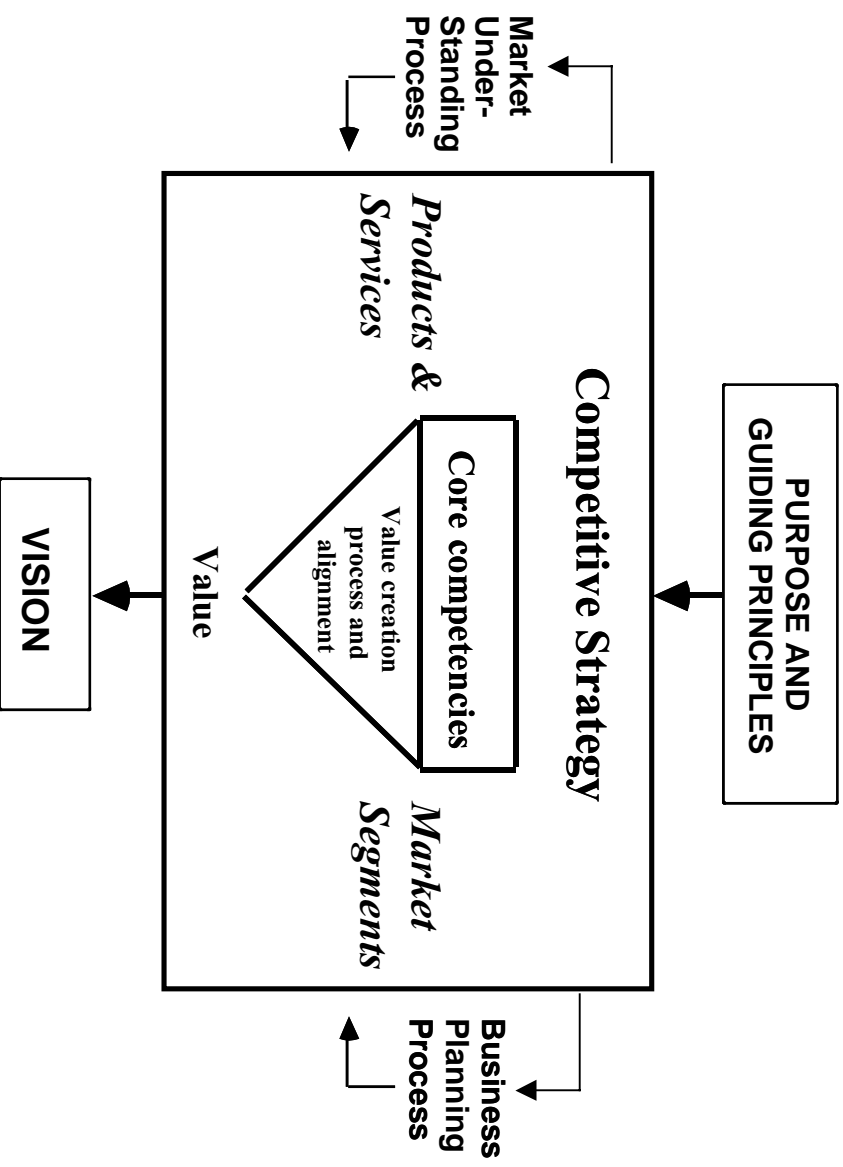 PURPOSE AND
GUIDING PRINCIPLES
Competitive Strategy
Market
Under-
Standing
Process
Products &
Services
Core competencies
Value creation
process and
alignment
Market
Segments
Business
Planning
Process
Value
VISION